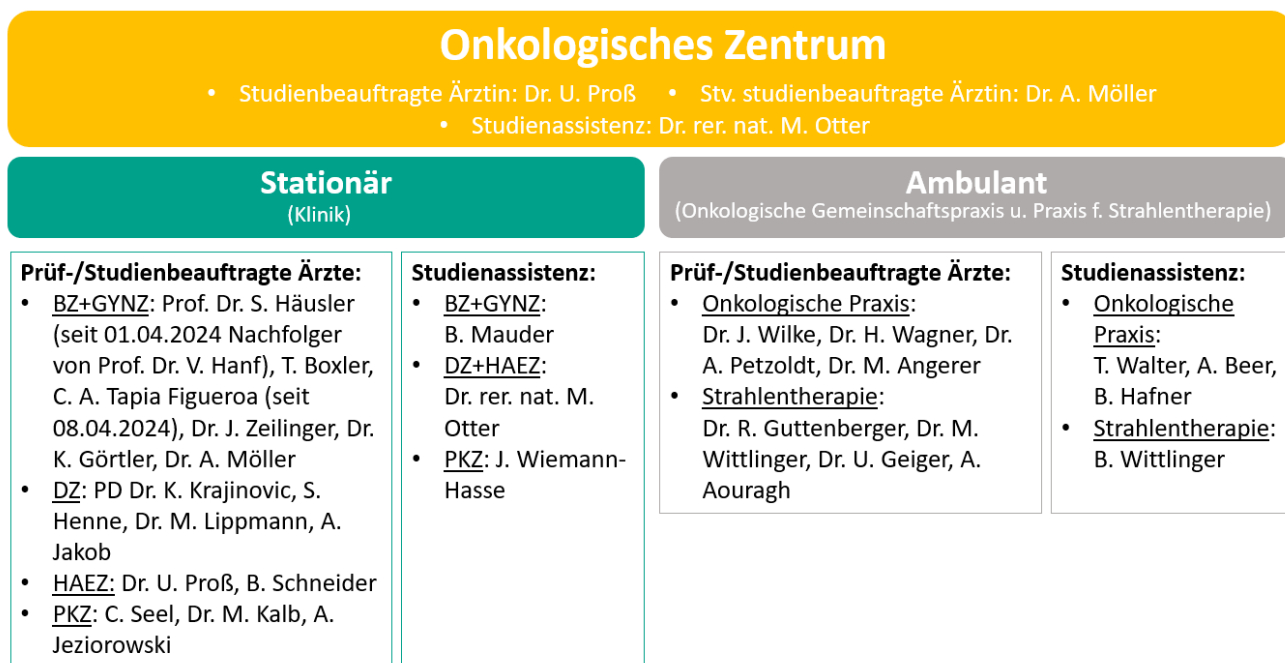 Onkologisches Zentrum
• Studienbeauftragte Ärztin: Dr. U. Proß • Stv. studienbeauftragte Ärztin: Dr. A. Möller
• Studienassistenz: Dr. rer. nat. M. Otter
Stationär
(Klinik)
Prüf-/Studienbeauftragte Ärzte:
• BZ+GYNZ: Prof. Dr. S. Häusler
(seit 01.04.2024 Nachfolger
von Prof. Dr. V. Hanf), T. Boxler,
C. A. Tapia Figueroa (seit
08.04.2024), Dr. J. Zeilinger, Dr.
K. Görtler, Dr. A. Möller
• DZ: PD Dr. K. Krajinovic, S.
Henne, Dr. M. Lippmann, A.
Jakob
• HAEZ: Dr. U. Proß, B. Schneider
• PKZ: C. Seel, Dr. M. Kalb, A.
Jeziorowski
Studienassistenz:
• BZ+GYNZ:
B. Mauder
• DZ+HAEZ:
Dr. rer. nat. M.
Otter
• PKZ: J. Wiemann-
Hasse
Ambulant
(Onkologische Gemeinschaftspraxis u. Praxis f. Strahlentherapie)
Prüf-/Studienbeauftragte Ärzte:
• Onkologische Praxis:
Dr. J. Wilke, Dr. H. Wagner, Dr.
A. Petzoldt, Dr. M. Angerer
• Strahlentherapie:
Dr. R. Guttenberger, Dr. M.
Wittlinger, Dr. U. Geiger, A.
Aouragh
Studienassistenz:
• Onkologische
Praxis:
T. Walter, A. Beer,
B. Hafner
• Strahlentherapie:
B. Wittlinger